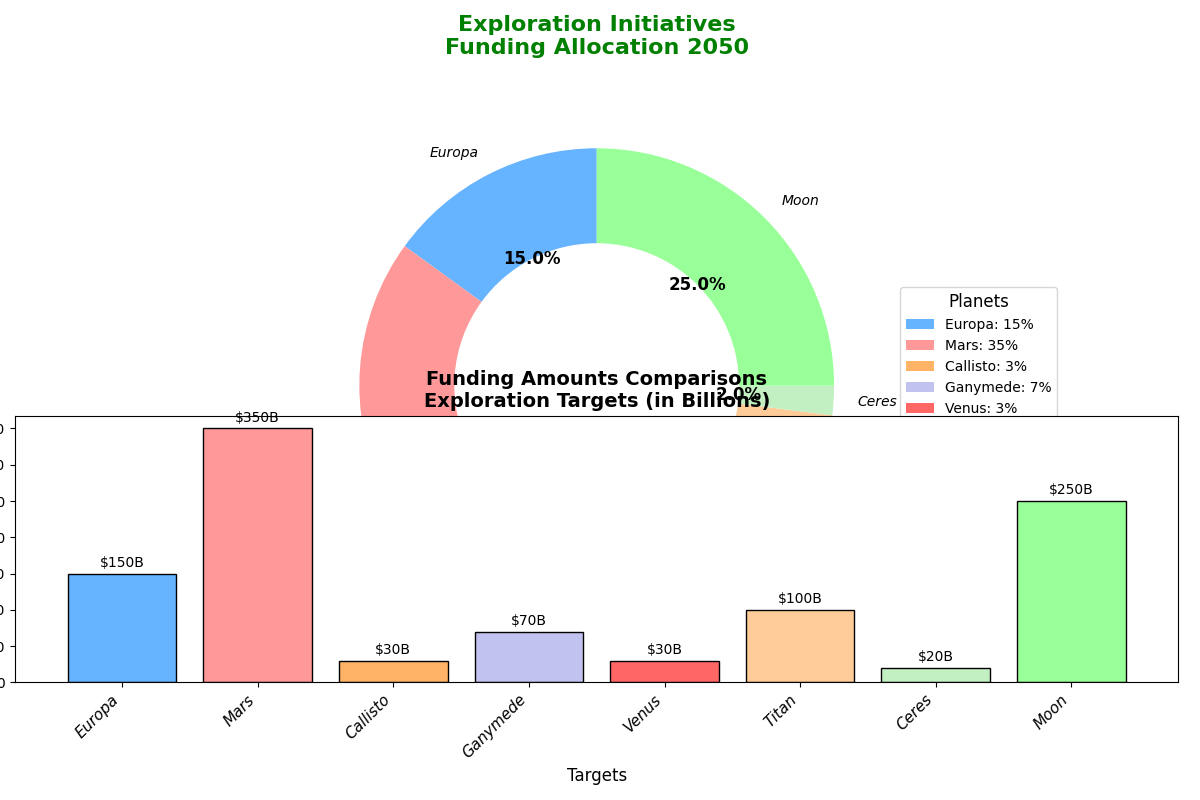 Exploration Initiatives
Funding Allocation 2050
Europa
Moon
15.0%
25.0%
2.0%
Ceres
Planets
Europa: 15%
Mars: 35%
Callisto: 3%
Ganymede: 7%
Venus: 3%
Funding Amounts Comparisons
Exploration Targets (in Billions)
$150B
$350B
$30B
$70B
$30B
$100B
$20B
$250B
0
Europa
Mars
Callisto
Ganymede
Venus
Titan
Ceres
Moon
Targets